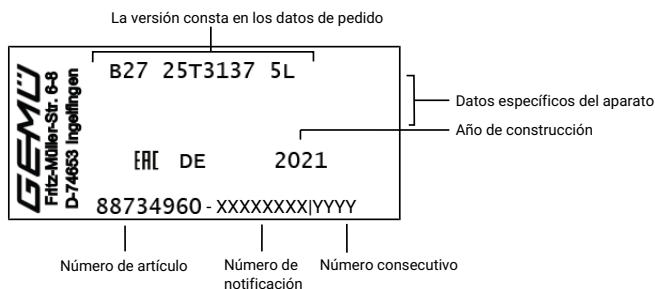 La versión consta en los datos de pedido
GEMÜ
Fritz-Müller-Str. 6-8
D-74653 Ingelfingen
B27 25T3137 5L
Datos específicos del aparato
Año de construcción
EAC DE 2021
88734960 - XXXXXXXX|YYYY
Número de artículo
Número de notificación
Número consecutivo